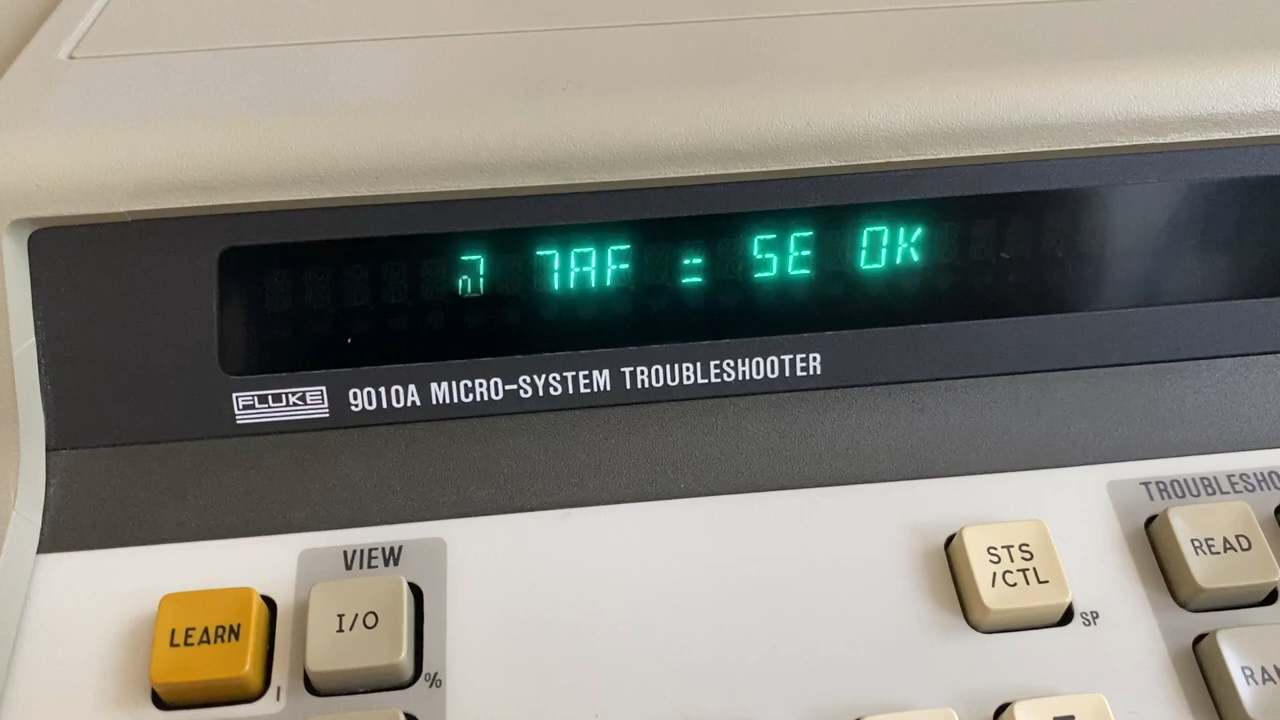 7AF = 5E OK
FLUKE 9010A MICRO-SYSTEM TROUBLESHOOTER
VIEW
TROUBLESHO
STS
/CTL
READ
SP
LEARN
I/O
%
I